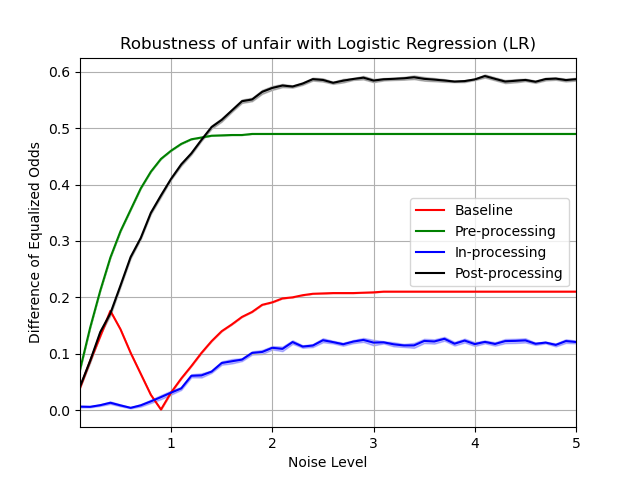 Robustness of unfair with Logistic Regression (LR)
Difference of Equalized Odds
0.6
0.5
0.4
0.3
0.2
0.1
0.0
Baseline
Pre-processing
In-processing
Post-processing
1 2 3 4 5
Noise Level